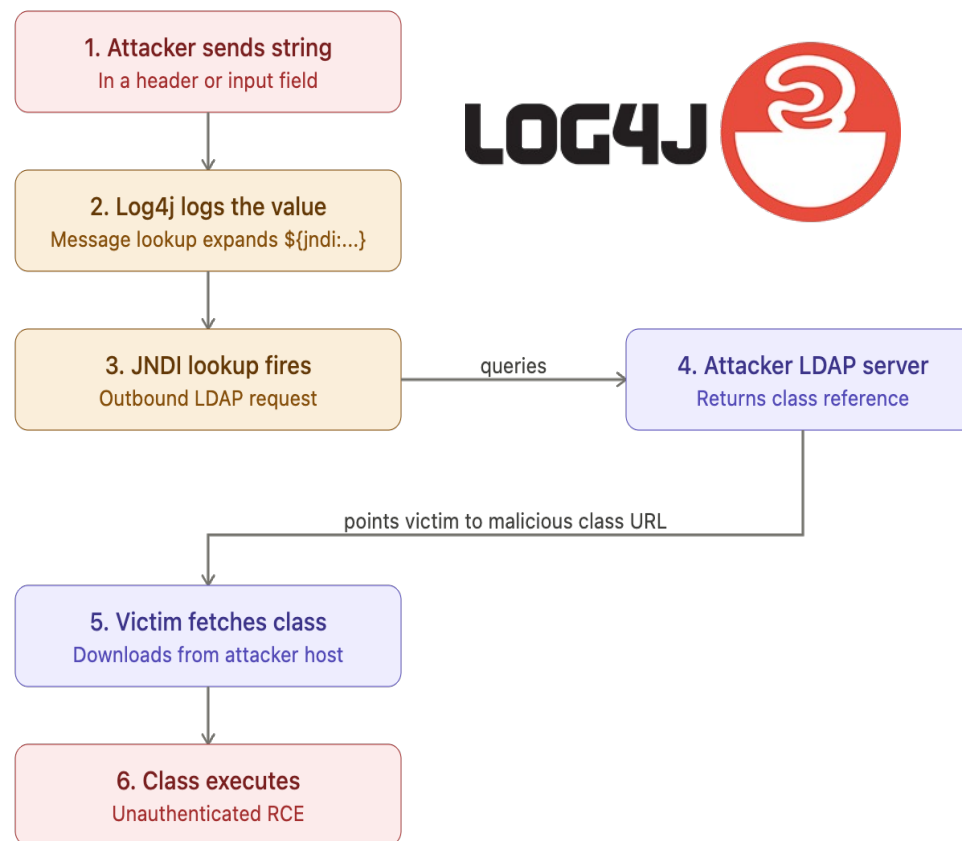 1. Attacker sends string
In a header or input field
LOG4J
2. Log4j logs the value
Message lookup expands ${jndi:...}
3. JNDI lookup fires
Outbound LDAP request
queries
4. Attacker LDAP server
Returns class reference
points victim to malicious class URL
5. Victim fetches class
Downloads from attacker host
6. Class executes
Unauthenticated RCE